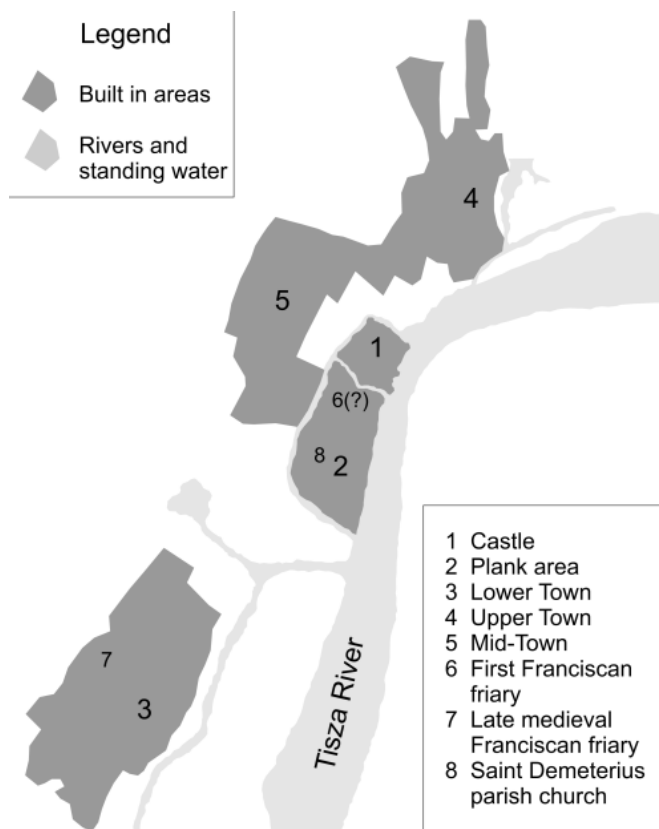 Legend
Built in areas
Rivers and
standing water
4
5
1
6(?)
8
2
7
3
Tisza River
1 Castle
2 Plank area
3 Lower Town
4 Upper Town
5 Mid-Town
6 First Franciscan
friary
7 Late medieval
Franciscan friary
8 Saint Demeterius
parish church